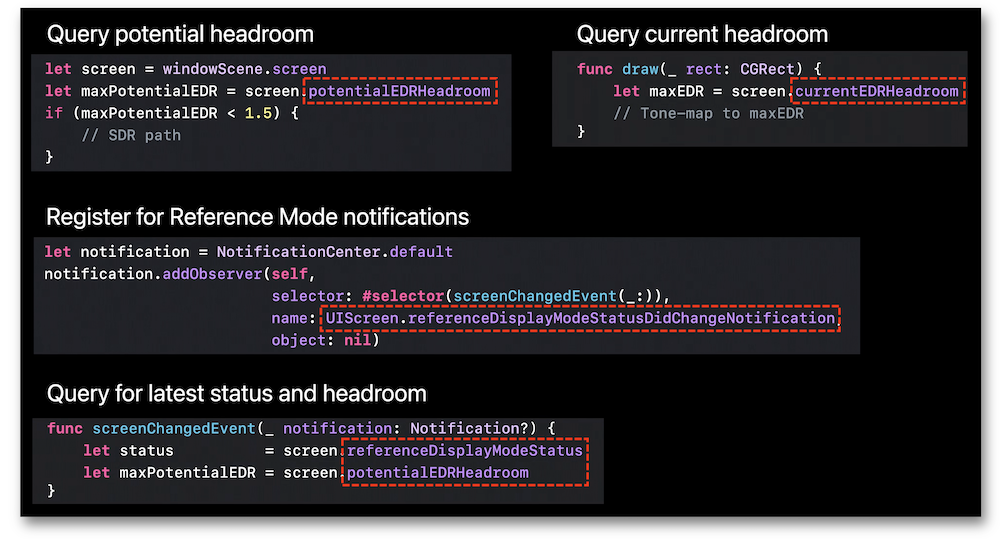 Query potential headroom
let screen = windowScene.screen
let maxPotentialEDR = screen.potentialEDRHeadroom
if (maxPotentialEDR < 1.5) {
    // SDR path
}
Query current headroom
func draw(_ rect: CGRect) {
    let maxEDR = screen.currentEDRHeadroom
    // Tone-map to maxEDR
}
Register for Reference Mode notifications
let notification = NotificationCenter.default
notification.addObserver(self,
                         selector: #selector(screenChangedEvent(_:)),
                         name: UIScreen.referenceDisplayModeStatusDidChangeNotification,
                         object: nil)
Query for latest status and headroom
func screenChangedEvent(_ notification: Notification?) {
    let status          = screen.referenceDisplayModeStatus
    let maxPotentialEDR = screen.potentialEDRHeadroom
}